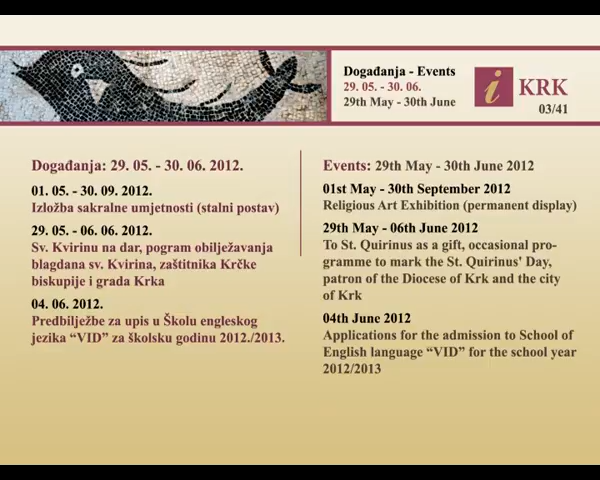 Događanja - Events
29. 05. - 30. 06.
29th May - 30th June
i KRK
03/41
Događanja: 29. 05. - 30. 06. 2012.
01. 05. - 30. 09. 2012.
Izložba sakralne umjetnosti (stalni postav)
29. 05. - 06. 06. 2012.
Sv. Kvirinu na dar, pogram obilježavanja
blagdana sv. Kvirina, zaštitnika Krčke
biskupije i grada Krka
04. 06. 2012.
Predbilježbe za upis u Školu engleskog
jezika “VID” za školsku godinu 2012./2013.
Events: 29th May - 30th June 2012
01st May - 30th September 2012
Religious Art Exhibition (permanent display)
29th May - 06th June 2012
To St. Quirinus as a gift, occasional pro-
gramme to mark the St. Quirinus' Day,
patron of the Diocese of Krk and the city
of Krk
04th June 2012
Applications for the admission to School of
English language “VID” for the school year
2012/2013